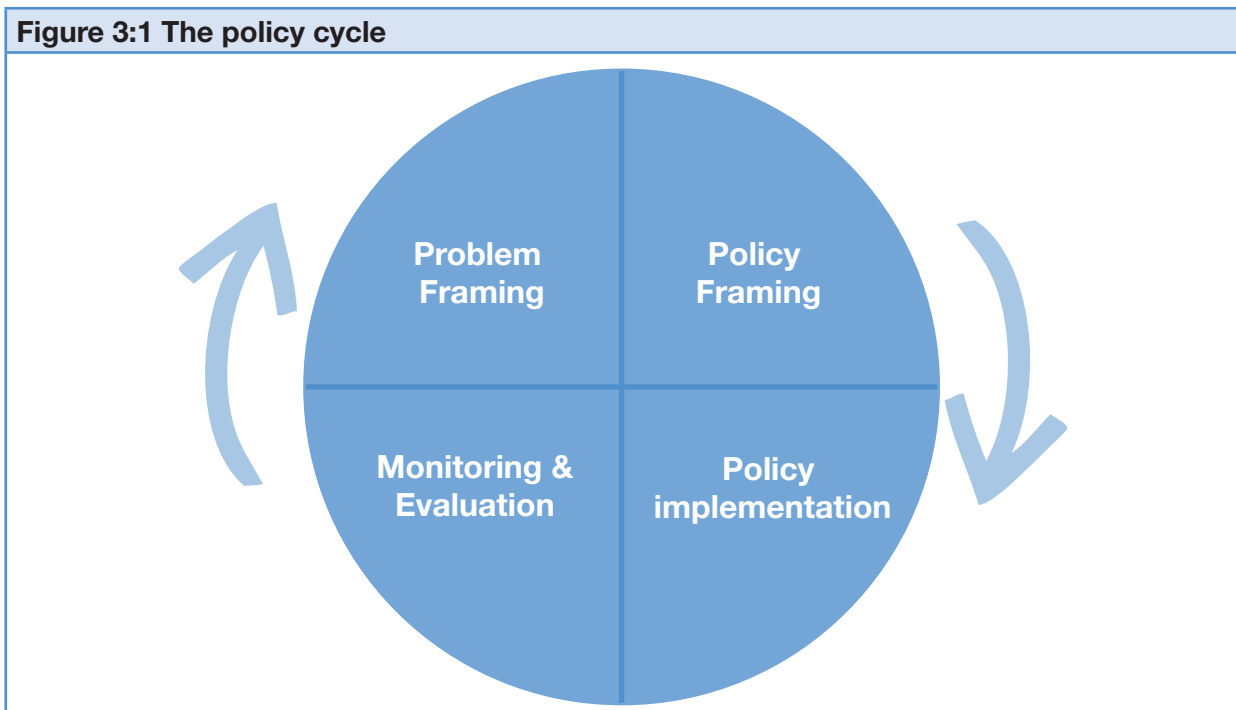 Figure 3:1 The policy cycle
Problem
Framing
Policy
Framing
Monitoring &
Evaluation
Policy
implementation